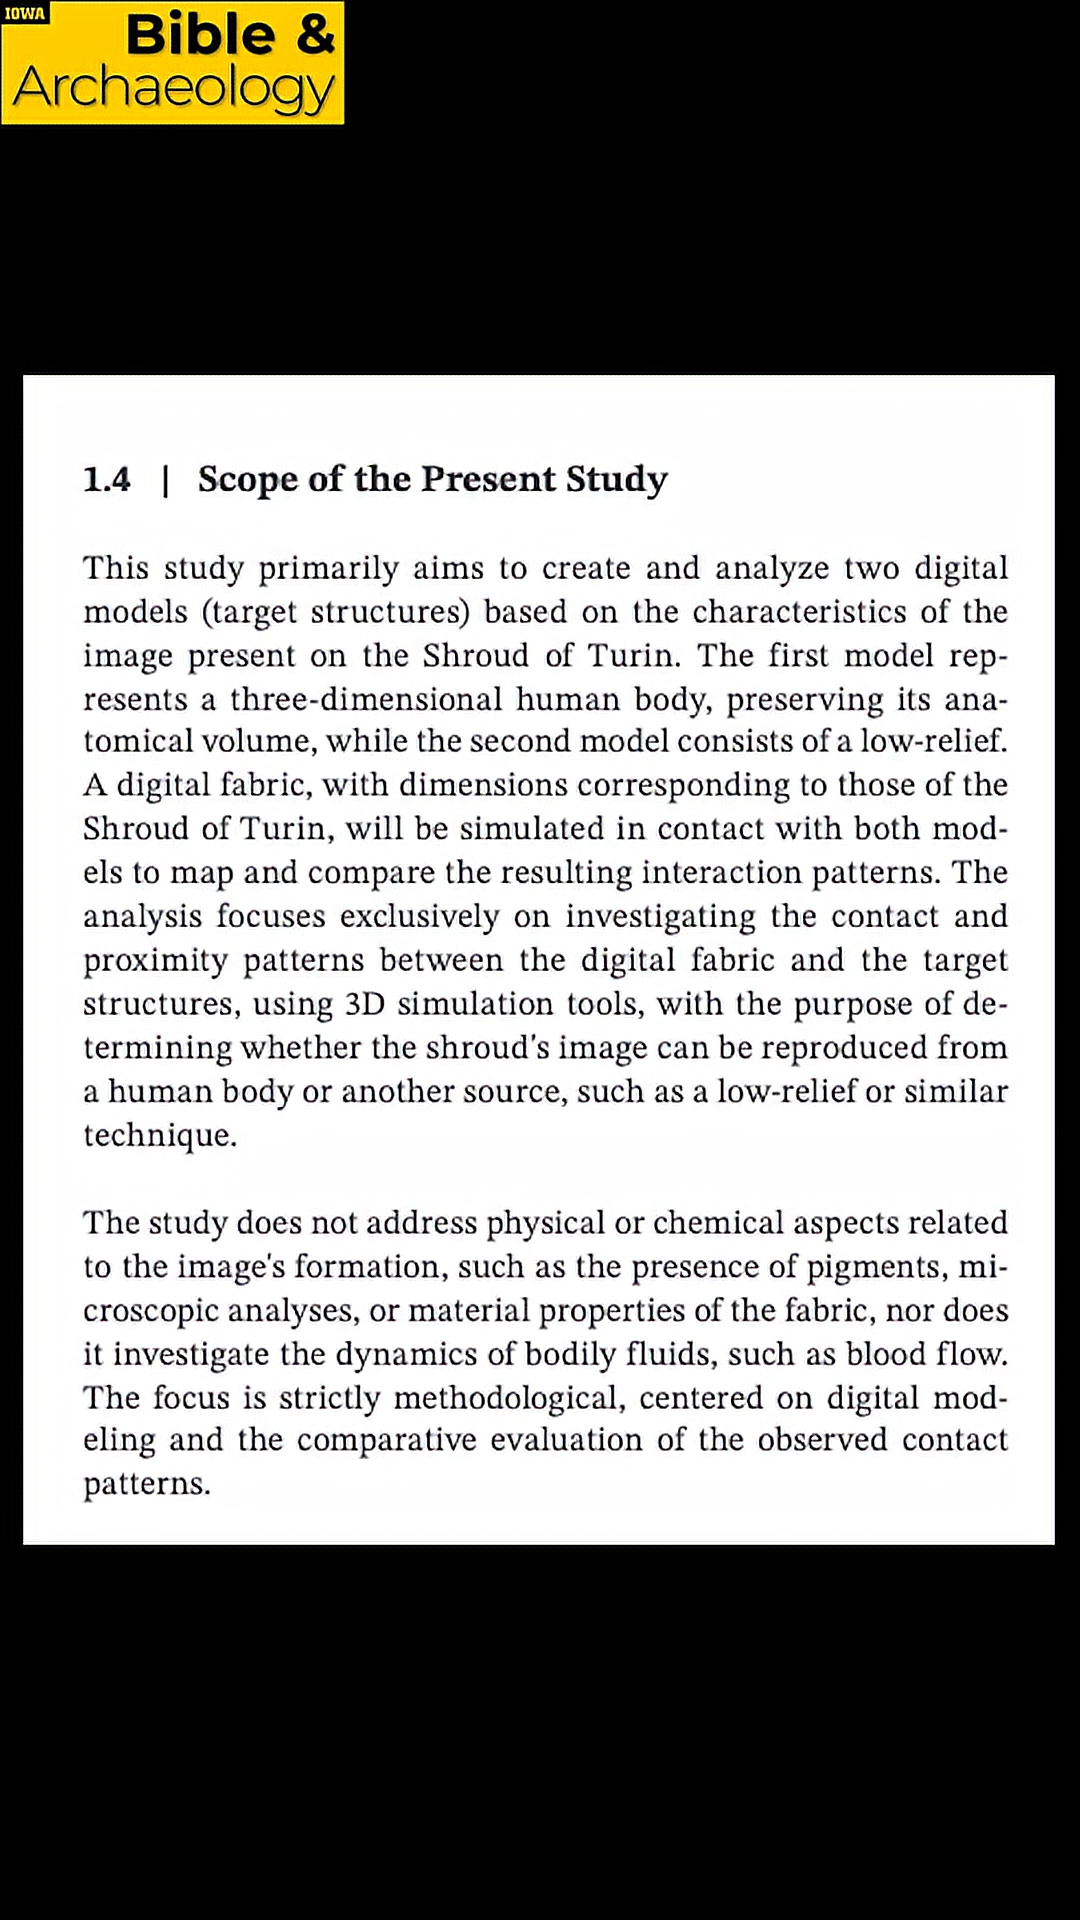 IOWA
Bible &
Archaeology
1.4 | Scope of the Present Study
This study primarily aims to create and analyze two digital
models (target structures) based on the characteristics of the
image present on the Shroud of Turin. The first model rep-
resents a three-dimensional human body, preserving its ana-
tomical volume, while the second model consists of a low-relief.
A digital fabric, with dimensions corresponding to those of the
Shroud of Turin, will be simulated in contact with both mod-
els to map and compare the resulting interaction patterns. The
analysis focuses exclusively on investigating the contact and
proximity patterns between the digital fabric and the target
structures, using 3D simulation tools, with the purpose of de-
termining whether the shroud's image can be reproduced from
a human body or another source, such as a low-relief or similar
technique.
The study does not address physical or chemical aspects related
to the image's formation, such as the presence of pigments, mi-
croscopic analyses, or material properties of the fabric, nor does
it investigate the dynamics of bodily fluids, such as blood flow.
The focus is strictly methodological, centered on digital mod-
eling and the comparative evaluation of the observed contact
patterns.